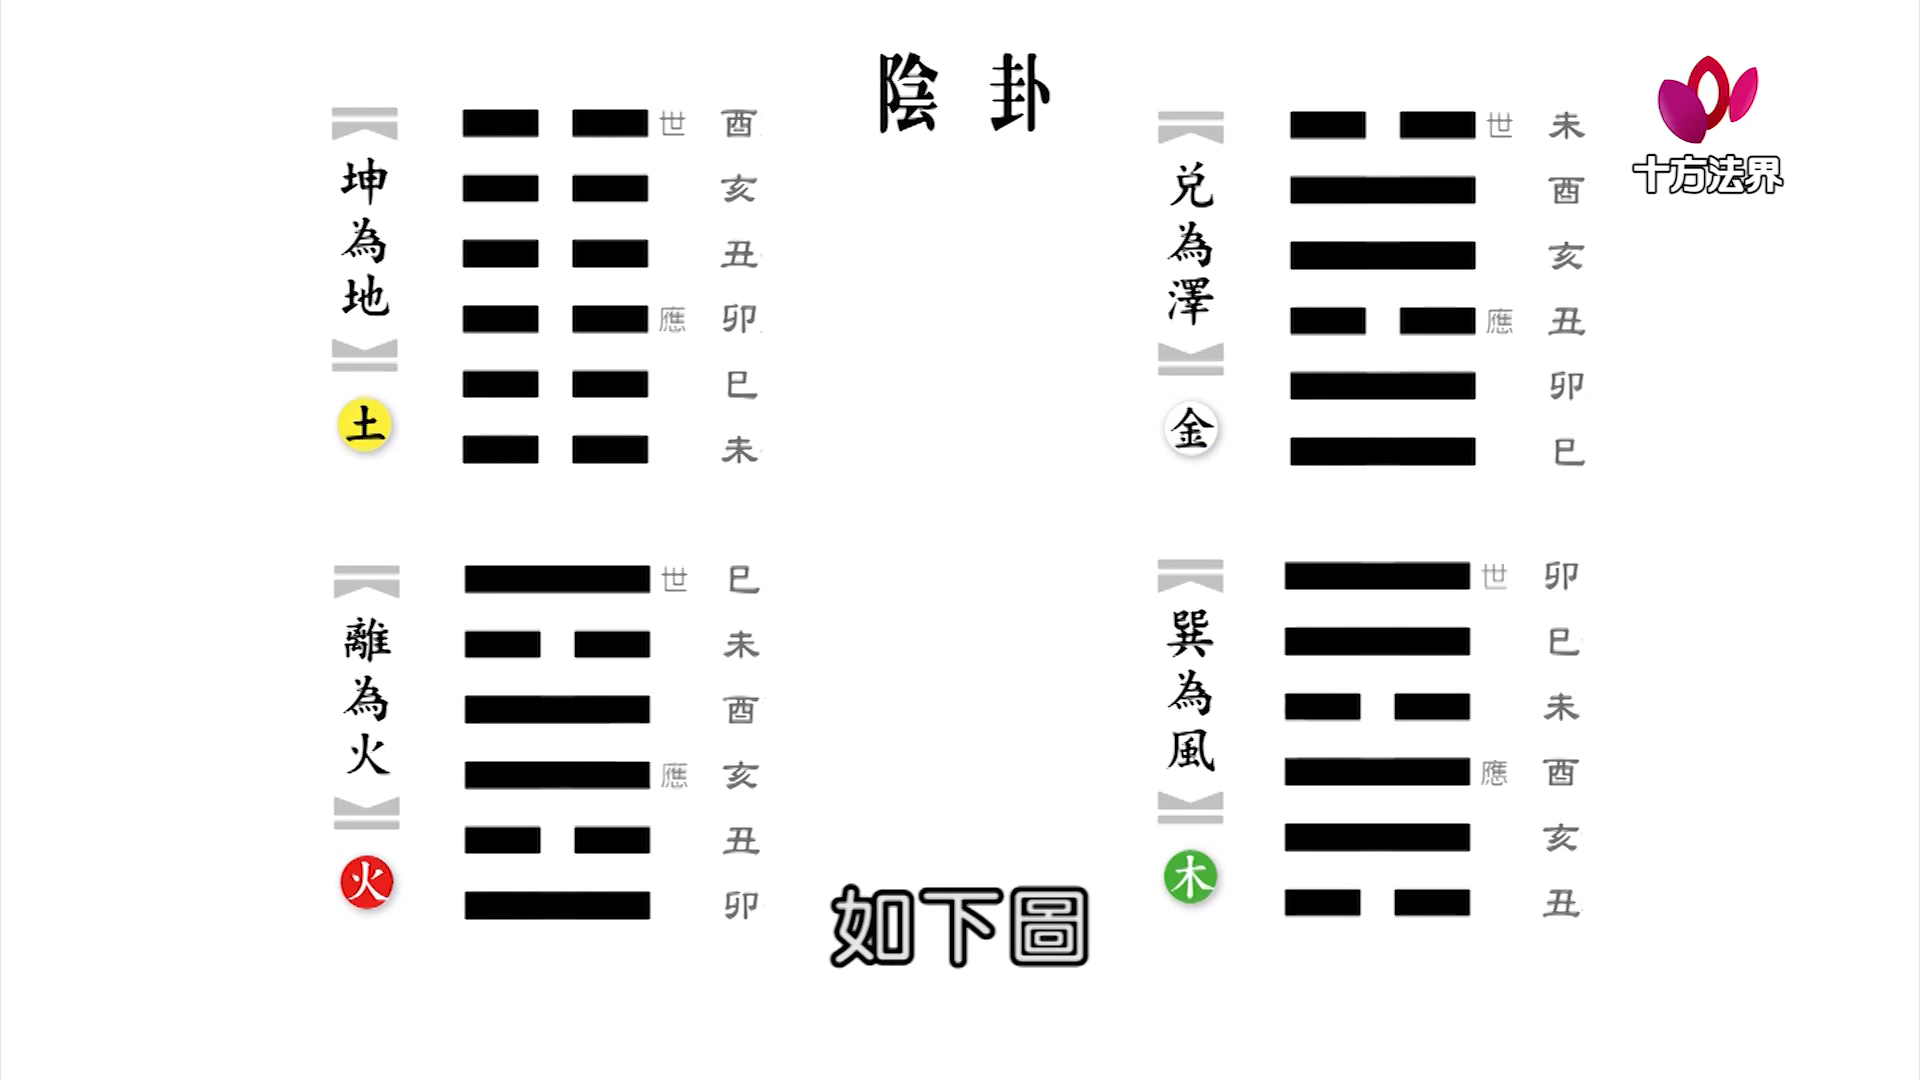 陰卦
十方法界
坤為地
土
世 酉
亥
丑
應 卯
巳
未
兌為澤
金
世 未
酉
亥
應 丑
卯
巳
離為火
火
世 巳
未
酉
應 亥
丑
卯
巽為風
木
世 卯
巳
未
應 酉
亥
丑
如下圖